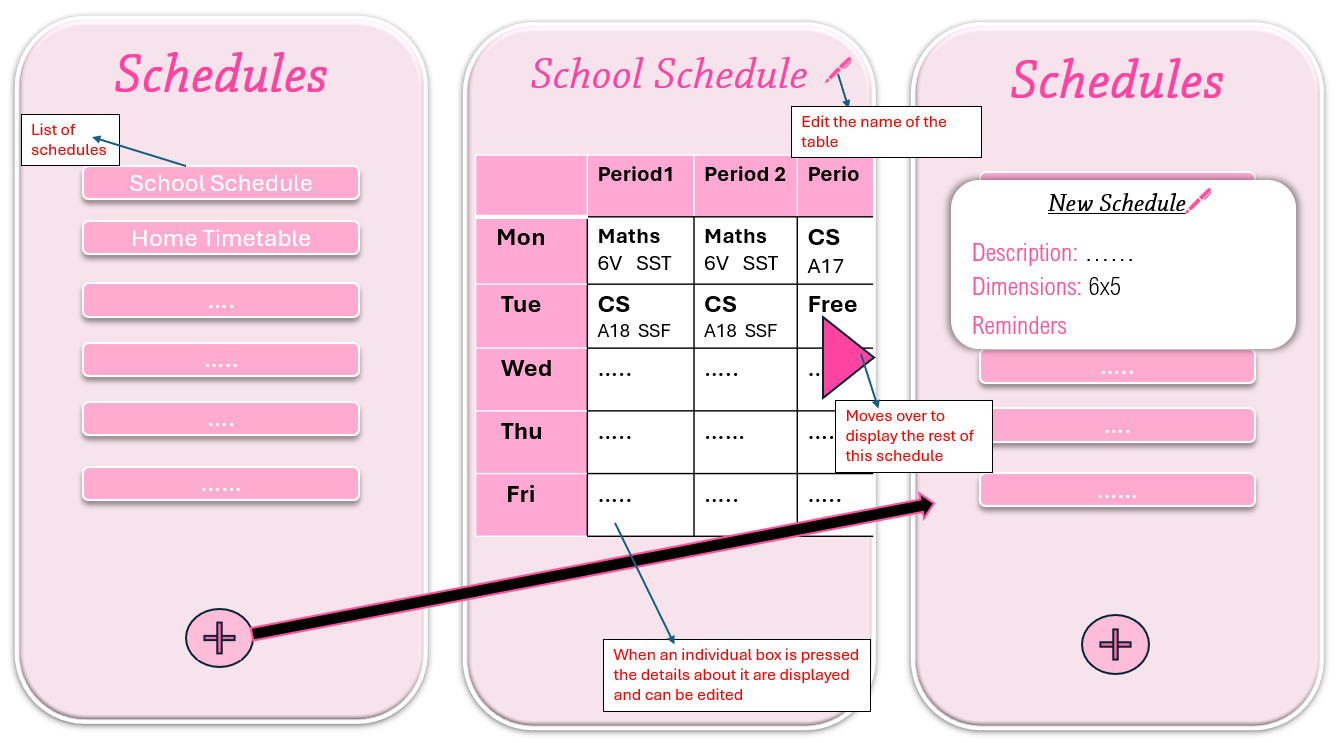 Schedules
List of
schedules
School Schedule
Home Timetable
....
.....
....
......
School Schedule
Edit the name of the
table
Period1 Period 2 Perio
Mon Maths Maths CS
6V SST 6V SST A17
Tue CS CS Free
A18 SSF A18 SSF
Wed ..... ..... ..
Thu ..... ...... ....
Fri ..... ..... .....
Moves over to
display the rest of
this schedule
When an individual box is pressed
the details about it are displayed
and can be edited
Schedules
New Schedule
Description: ......
Dimensions: 6x5
Reminders
.....
....
......